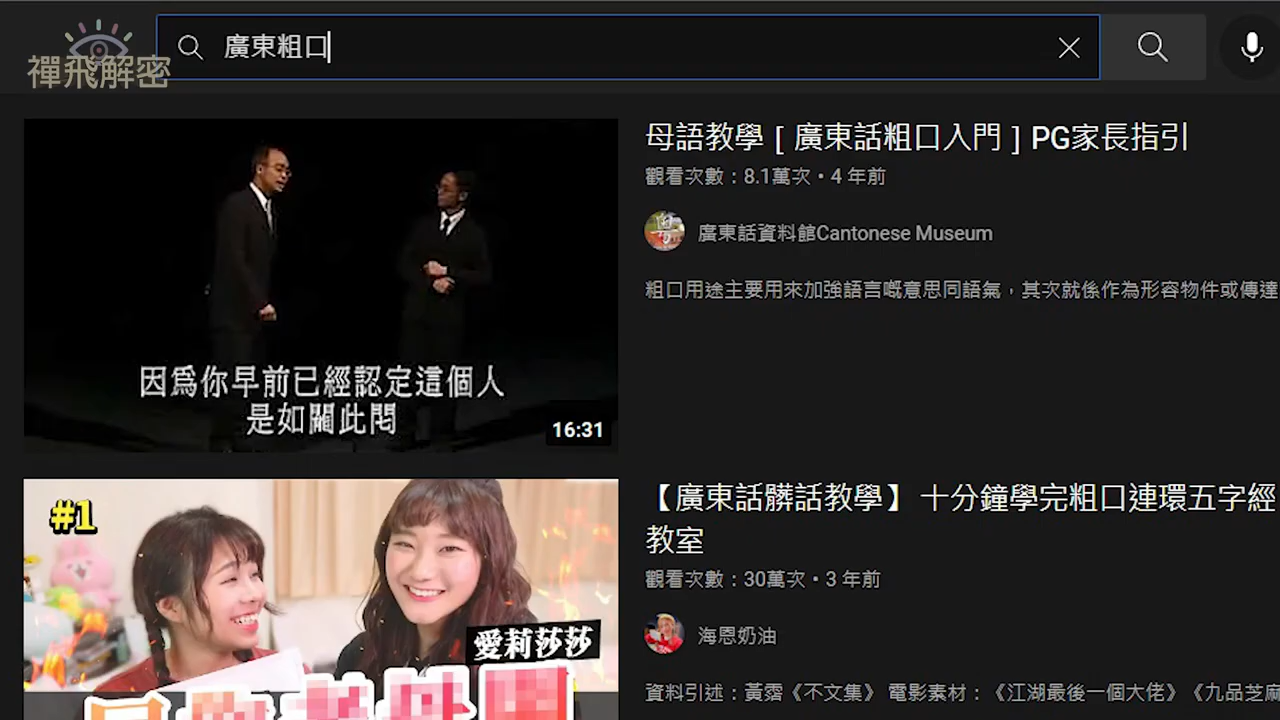 禪飛解密
廣東粗口
母語教學 [ 廣東話粗口入門 ] PG家長指引
觀看次數：8.1萬次・4 年前
粵
廣東話資料館Cantonese Museum
粗口用途主要用來加強語言嘅意思同語氣，其次就係作為形容物件或傳達
因為你早前已經認定這個人
是如關此閱
16:31
#1
愛莉莎莎
【廣東話髒話教學】 十分鐘學完粗口連環五字經
教室
觀看次數：30萬次・3 年前
海恩奶油
資料引述：黃霑《不文集》 電影素材：《江湖最後一個大佬》《九品芝麻